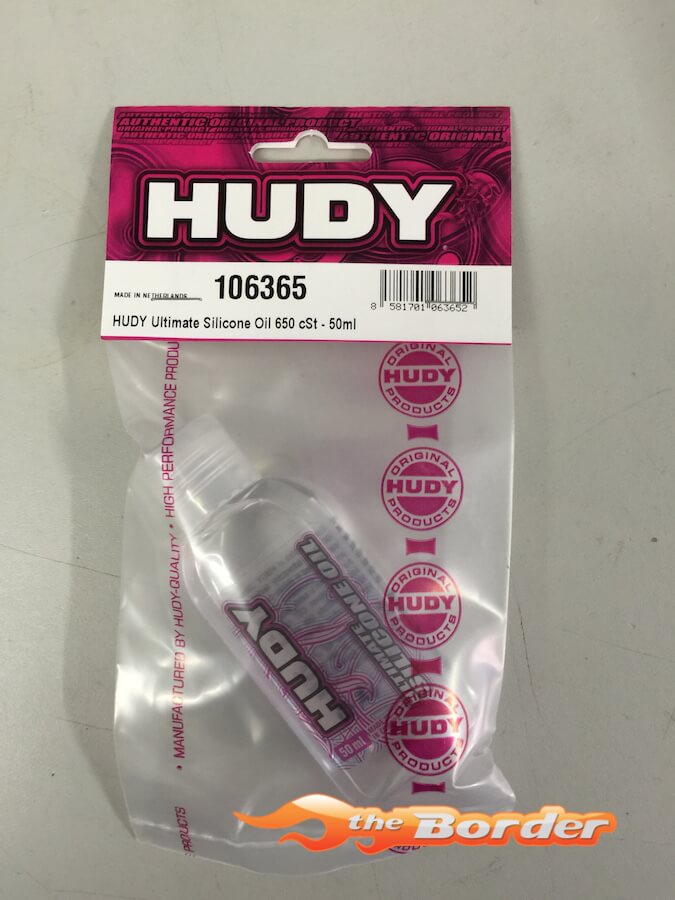 AUTHENTIC ORIGINAL PRODUCT
AUTHENTIC ORIGINAL
HUDY
MADE IN NETHERLANDS
106365
8 581701 063652
HUDY Ultimate Silicone Oil 650 cSt - 50ml
• MANUFACTURED BY HUDY-QUALITY • HIGH PERFORMANCE PRODU
ORIGINAL
HUDY
PRODUCTS
ORIGINAL
HUDY
PRODUCTS
ORIGINAL
HUDY
PRODUCTS
ORIGINAL
HUDY
PRODUCTS
ULTIMATE
SILICONE OIL
HUDY
50 ml
PRODUCTS
the Border